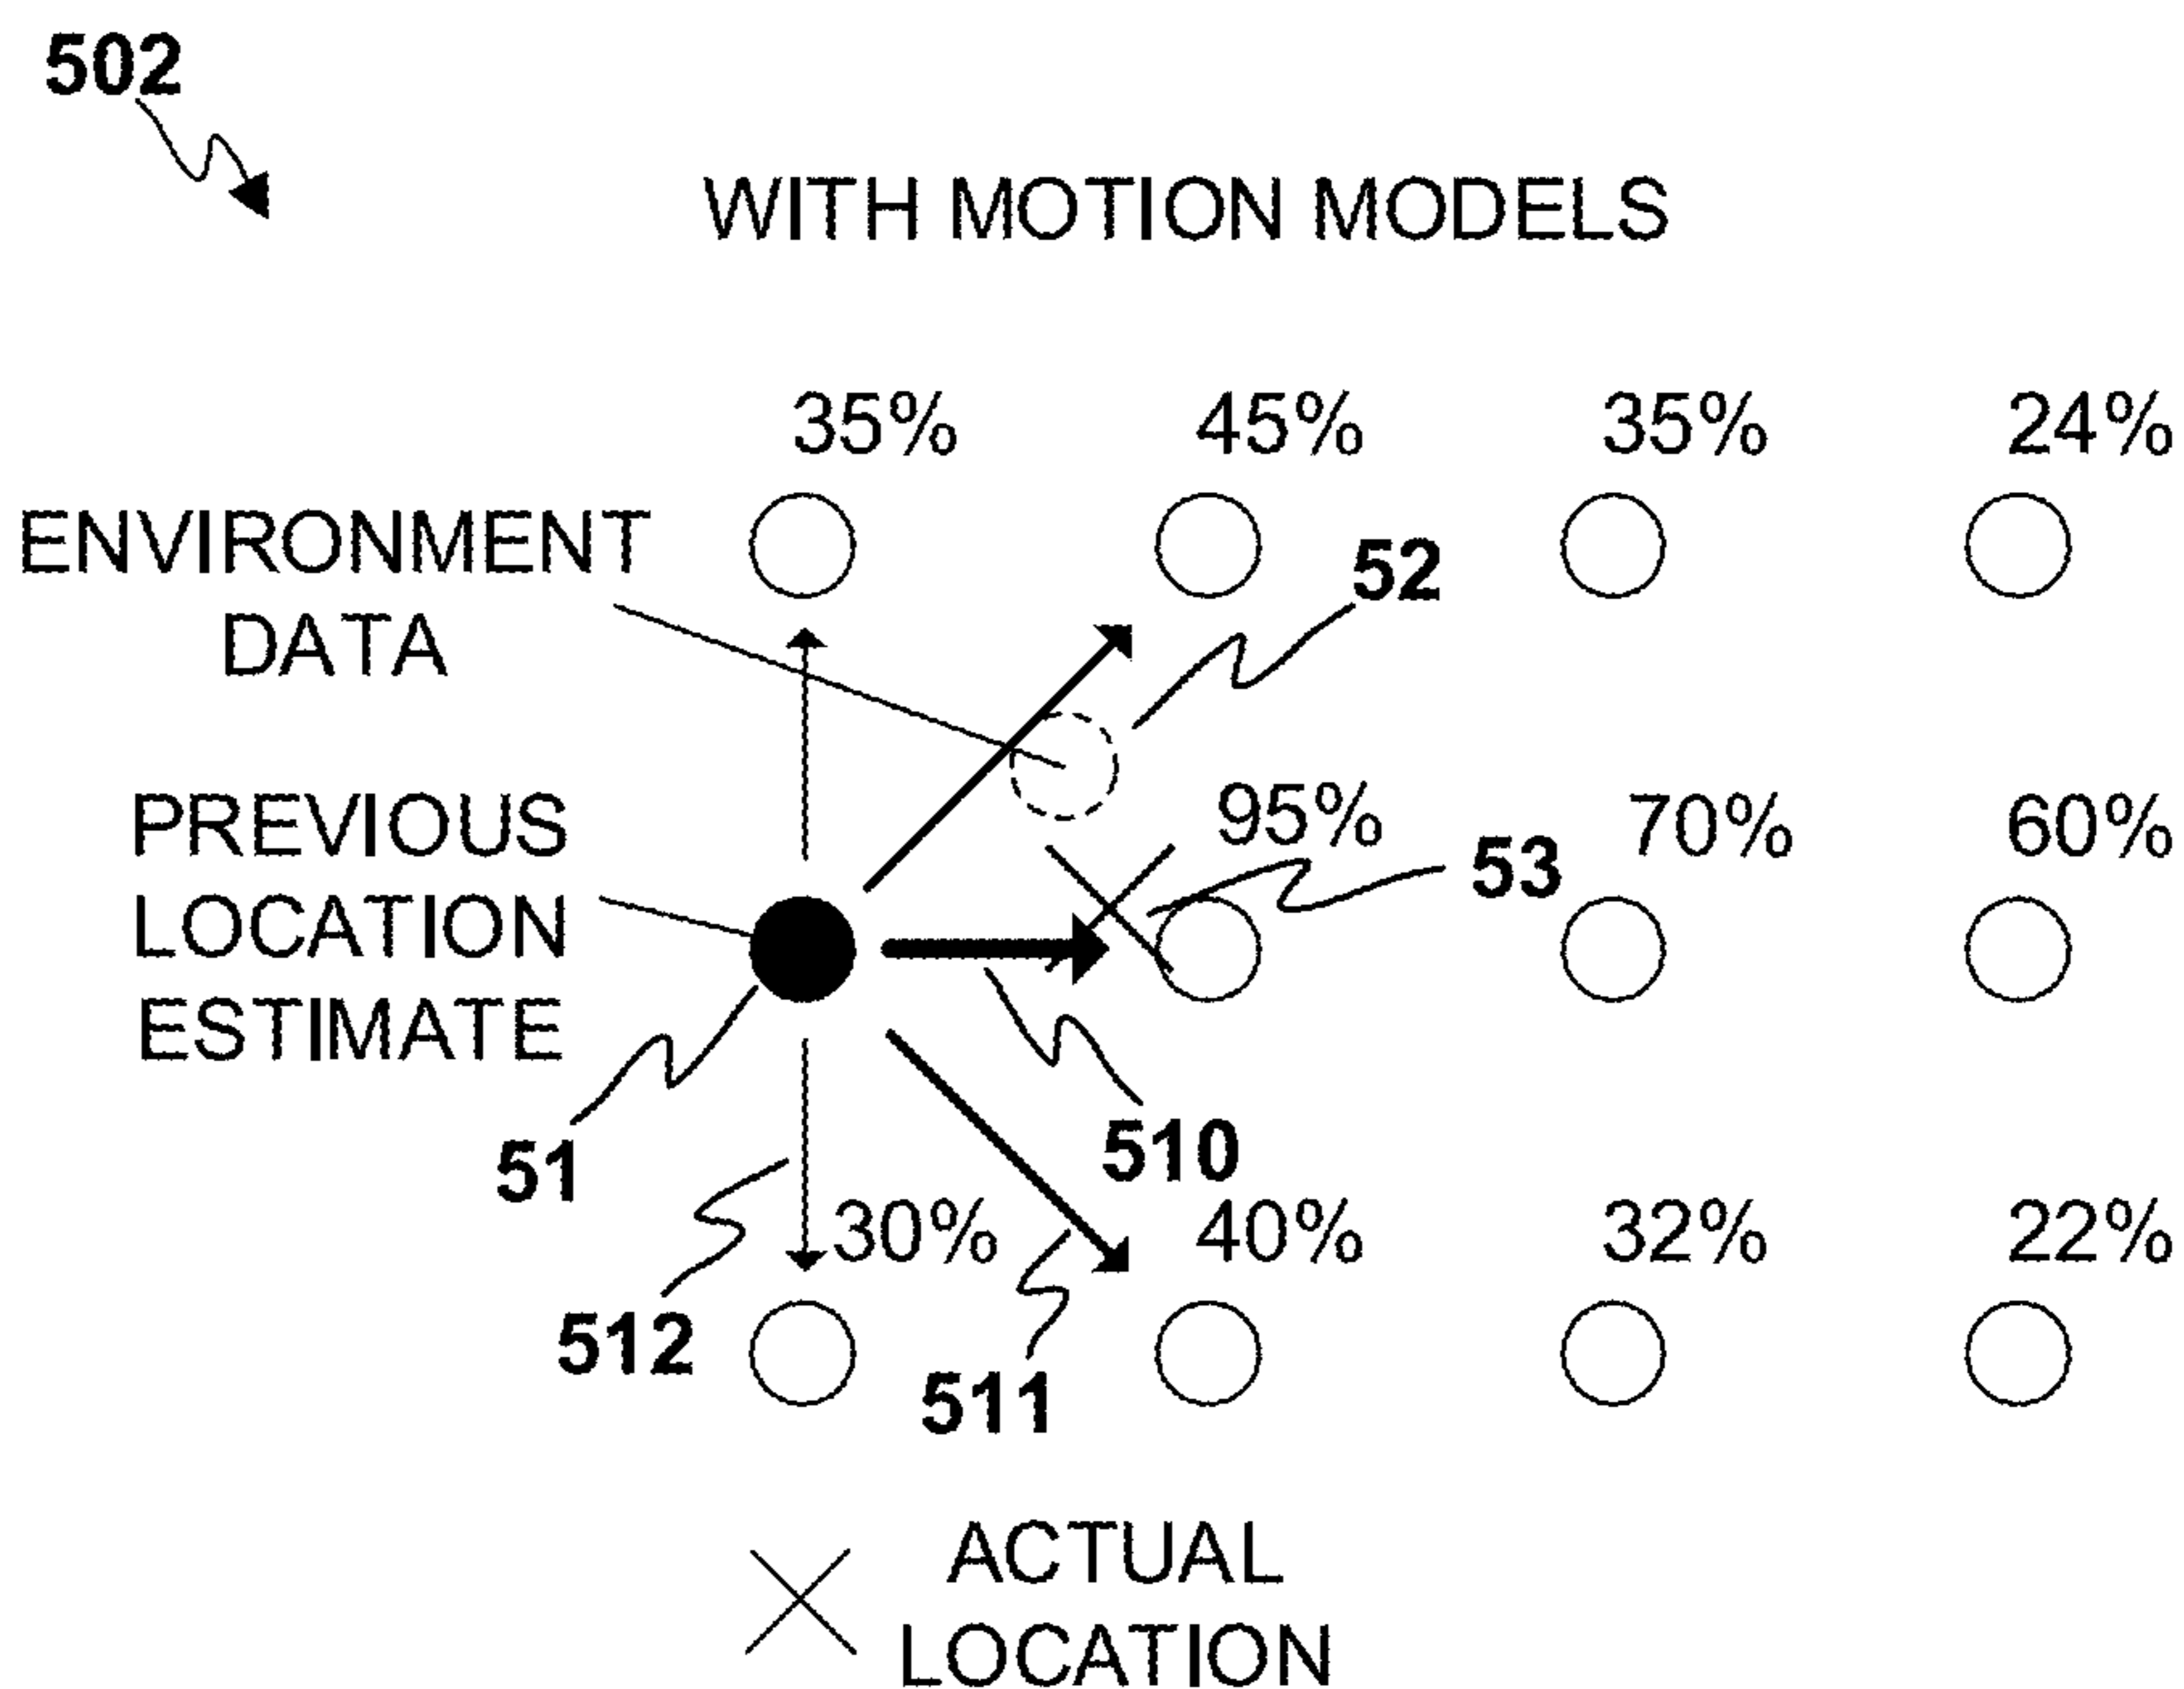 502
WITH MOTION MODELS
35% 45% 35% 24%
ENVIRONMENT
DATA
52
PREVIOUS
LOCATION
ESTIMATE
95% 70% 60%
53
51
510
30% 40% 32% 22%
512
511
ACTUAL
LOCATION